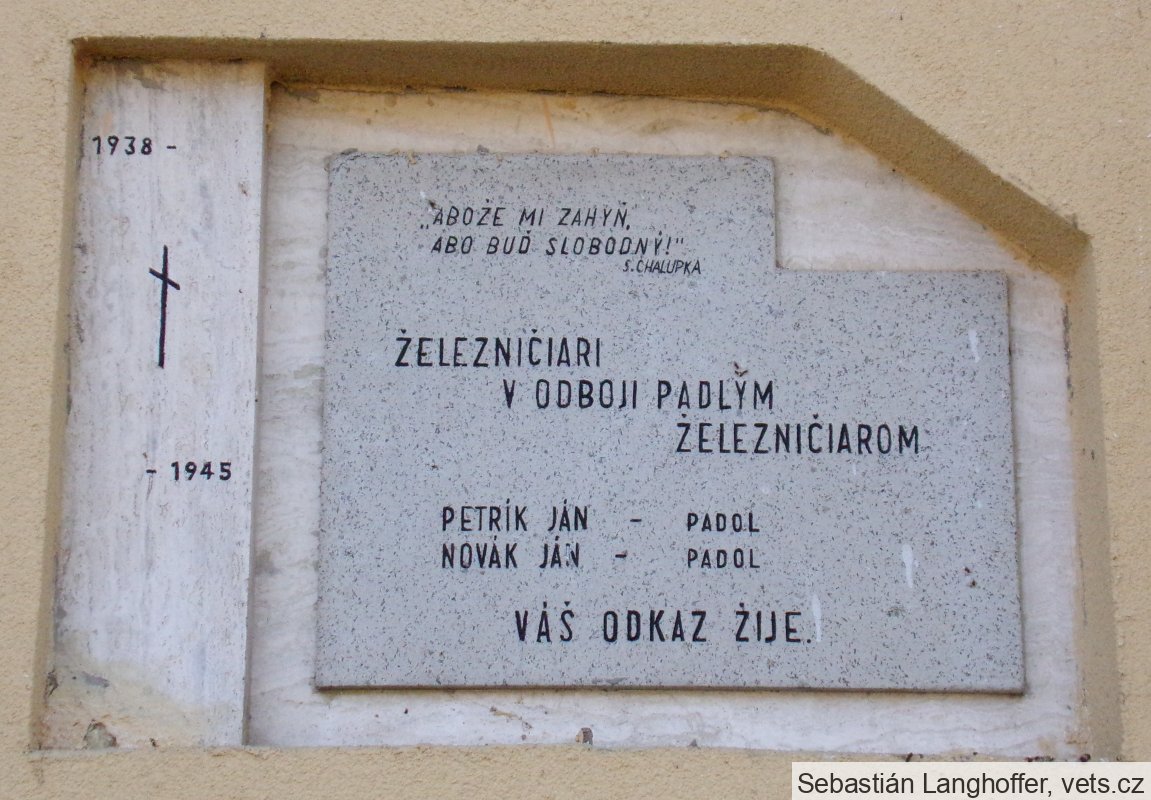 1938 -
- 1945
„ABOŽE MI ZAHYŇ,
ABO BUĎ SLOBODNÝ!"
S. CHALUPKA
ŽELEZNIČIARI
V ODBOJI PADLÝM
ŽELEZNIČIAROM
PETRÍK JÁN - PADOL
NOVÁK JÁN - PADOL
VÁŠ ODKAZ ŽIJE.
Sebastián Langhoffer, vets.cz